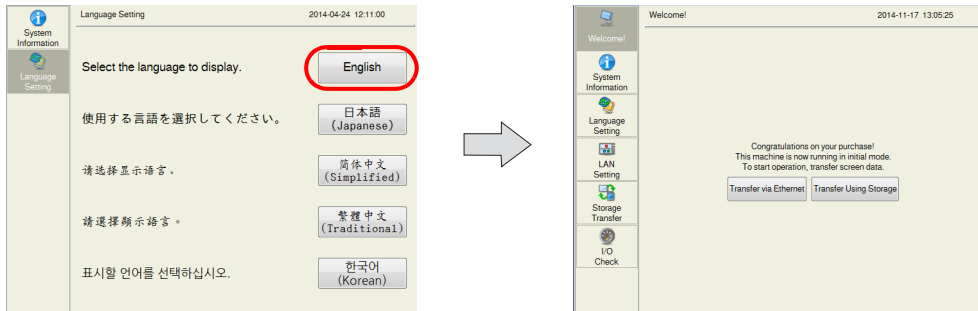 System
Information
Language
Setting
Language Setting
2014-04-24 12:11:00
Select the language to display.
English
使用する言語を選択してください。
日本語
(Japanese)
请选择显示语言。
简体中文
(Simplified)
請選擇顯示語言。
繁體中文
(Traditional)
표시할 언어를 선택하십시오.
한국어
(Korean)
Welcome!
System
Information
Language
Setting
LAN
Setting
Storage
Transfer
I/O
Check
Welcome!
2014-11-17 13:05:25
Congratulations on your purchase!
This machine is now running in initial mode.
To start operation, transfer screen data.
Transfer via Ethernet
Transfer Using Storage